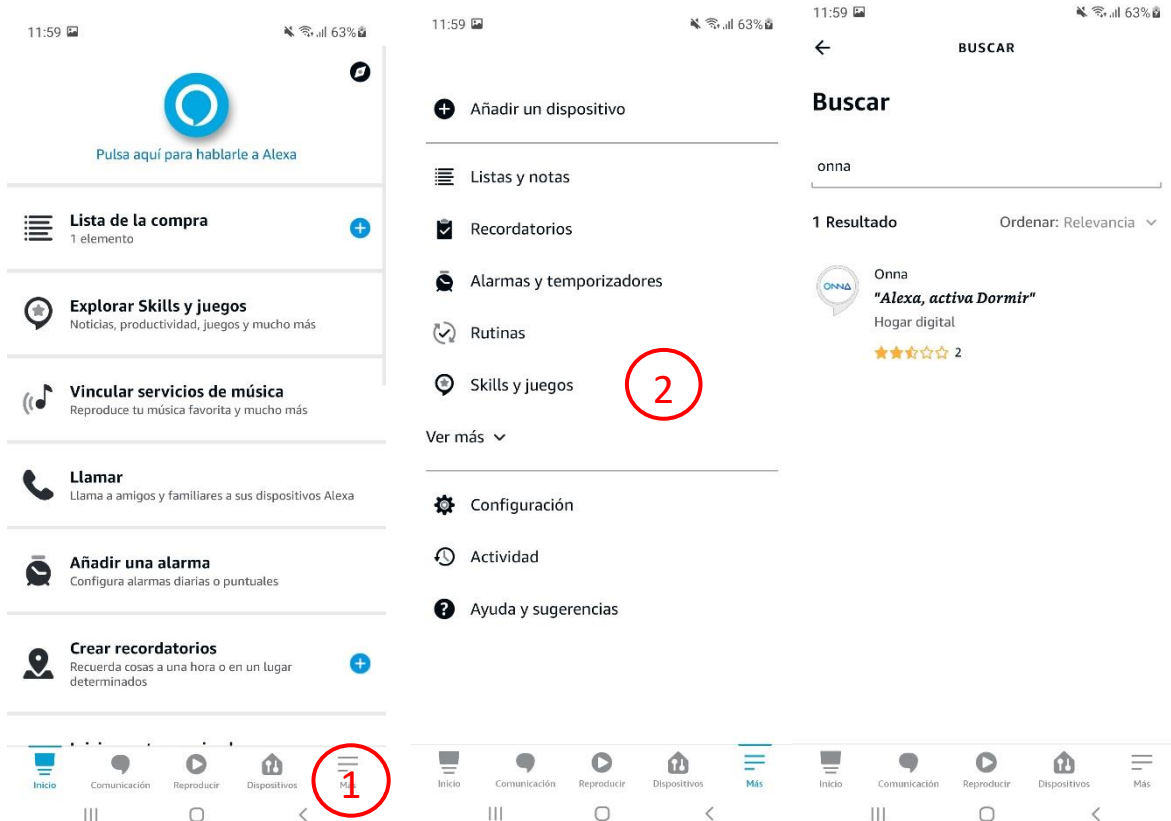 11:59
63%
Pulsa aquí para hablarle a Alexa
Lista de la compra
1 elemento
Explorar Skills y juegos
Noticias, productividad, juegos y mucho más
Vincular servicios de música
Reproduce tu música favorita y mucho más
Llamar
Llama a amigos y familiares a sus dispositivos Alexa
Añadir una alarma
Configura alarmas diarias o puntuales
Crear recordatorios
Recuerda cosas a una hora o en un lugar
determinados
Inicio
Comunicación
Reproducir
Dispositivos
Más
1
11:59
63%
Añadir un dispositivo
Listas y notas
Recordatorios
Alarmas y temporizadores
Rutinas
Skills y juegos
2
Ver más
Configuración
Actividad
Ayuda y sugerencias
Inicio
Comunicación
Reproducir
Dispositivos
Más
11:59
63%
BUSCAR
Buscar
onna
1 Resultado
Ordenar: Relevancia
ONNA
Onna
"Alexa, activa Dormir"
Hogar digital
2
Inicio
Comunicación
Reproducir
Dispositivos
Más